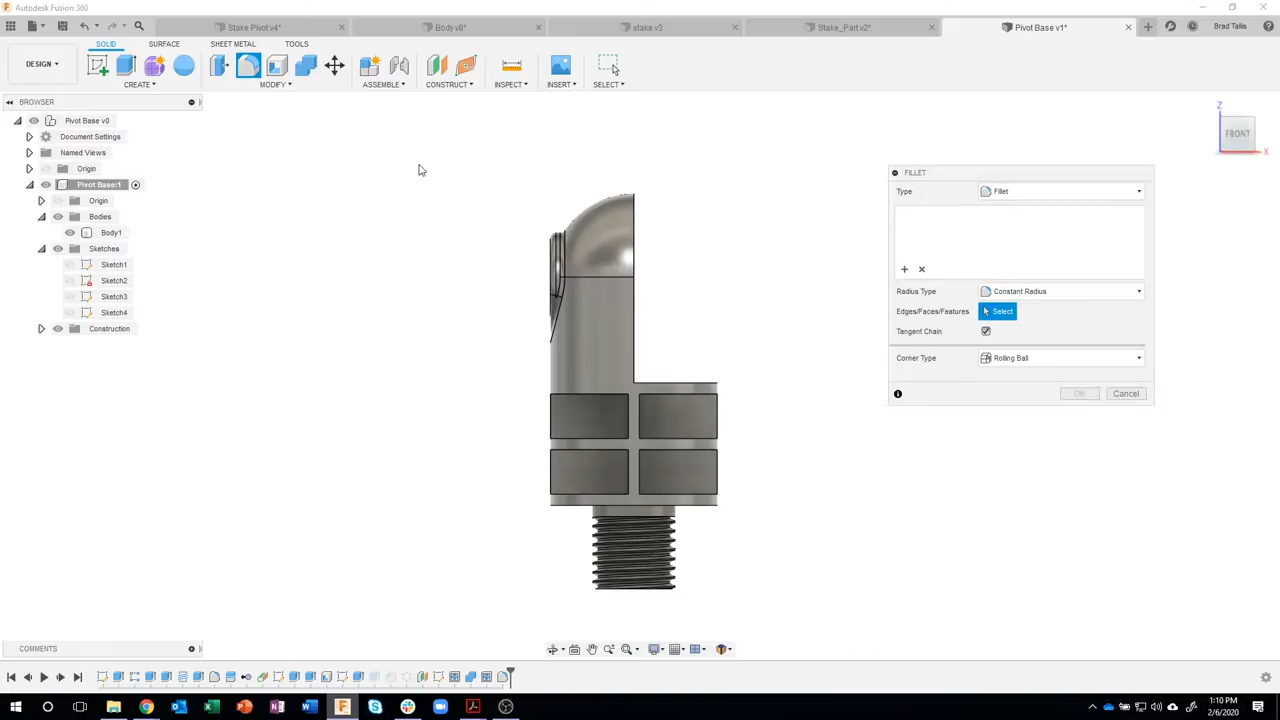 Autodesk Fusion 360
Stake Pivot v4*
Body v8*
stake v3
Stake_Part v2*
Pivot Base v1*
Brad Tallis
DESIGN
SOLID
SURFACE
SHEET METAL
TOOLS
CREATE
MODIFY
ASSEMBLE
CONSTRUCT
INSPECT
INSERT
SELECT
BROWSER
Pivot Base v0
Document Settings
Named Views
Origin
Pivot Base:1
Origin
Bodies
Body1
Sketches
Sketch1
Sketch2
Sketch3
Sketch4
Construction
Z
FRONT
X
FILLET
Type
Fillet
Radius Type
Constant Radius
Edges/Faces/Features
Select
Tangent Chain
Corner Type
Rolling Ball
OK
Cancel
COMMENTS
1:10 PM
2/6/2020